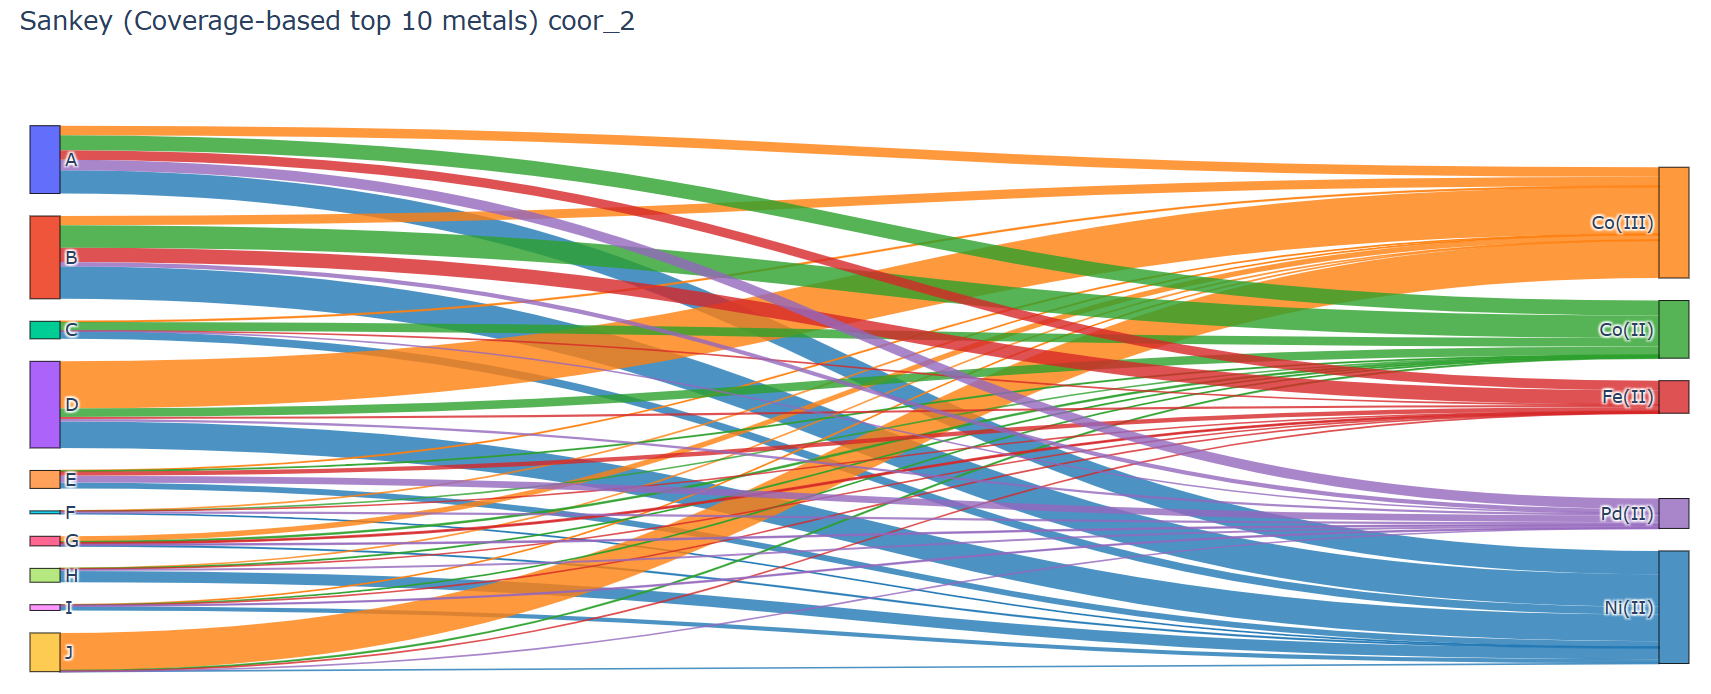 Sankey (Coverage-based top 10 metals) coor_2
A
B
C
D
E
F
G
H
I
J
Co(III)
Co(II)
Fe(II)
Pd(II)
Ni(II)